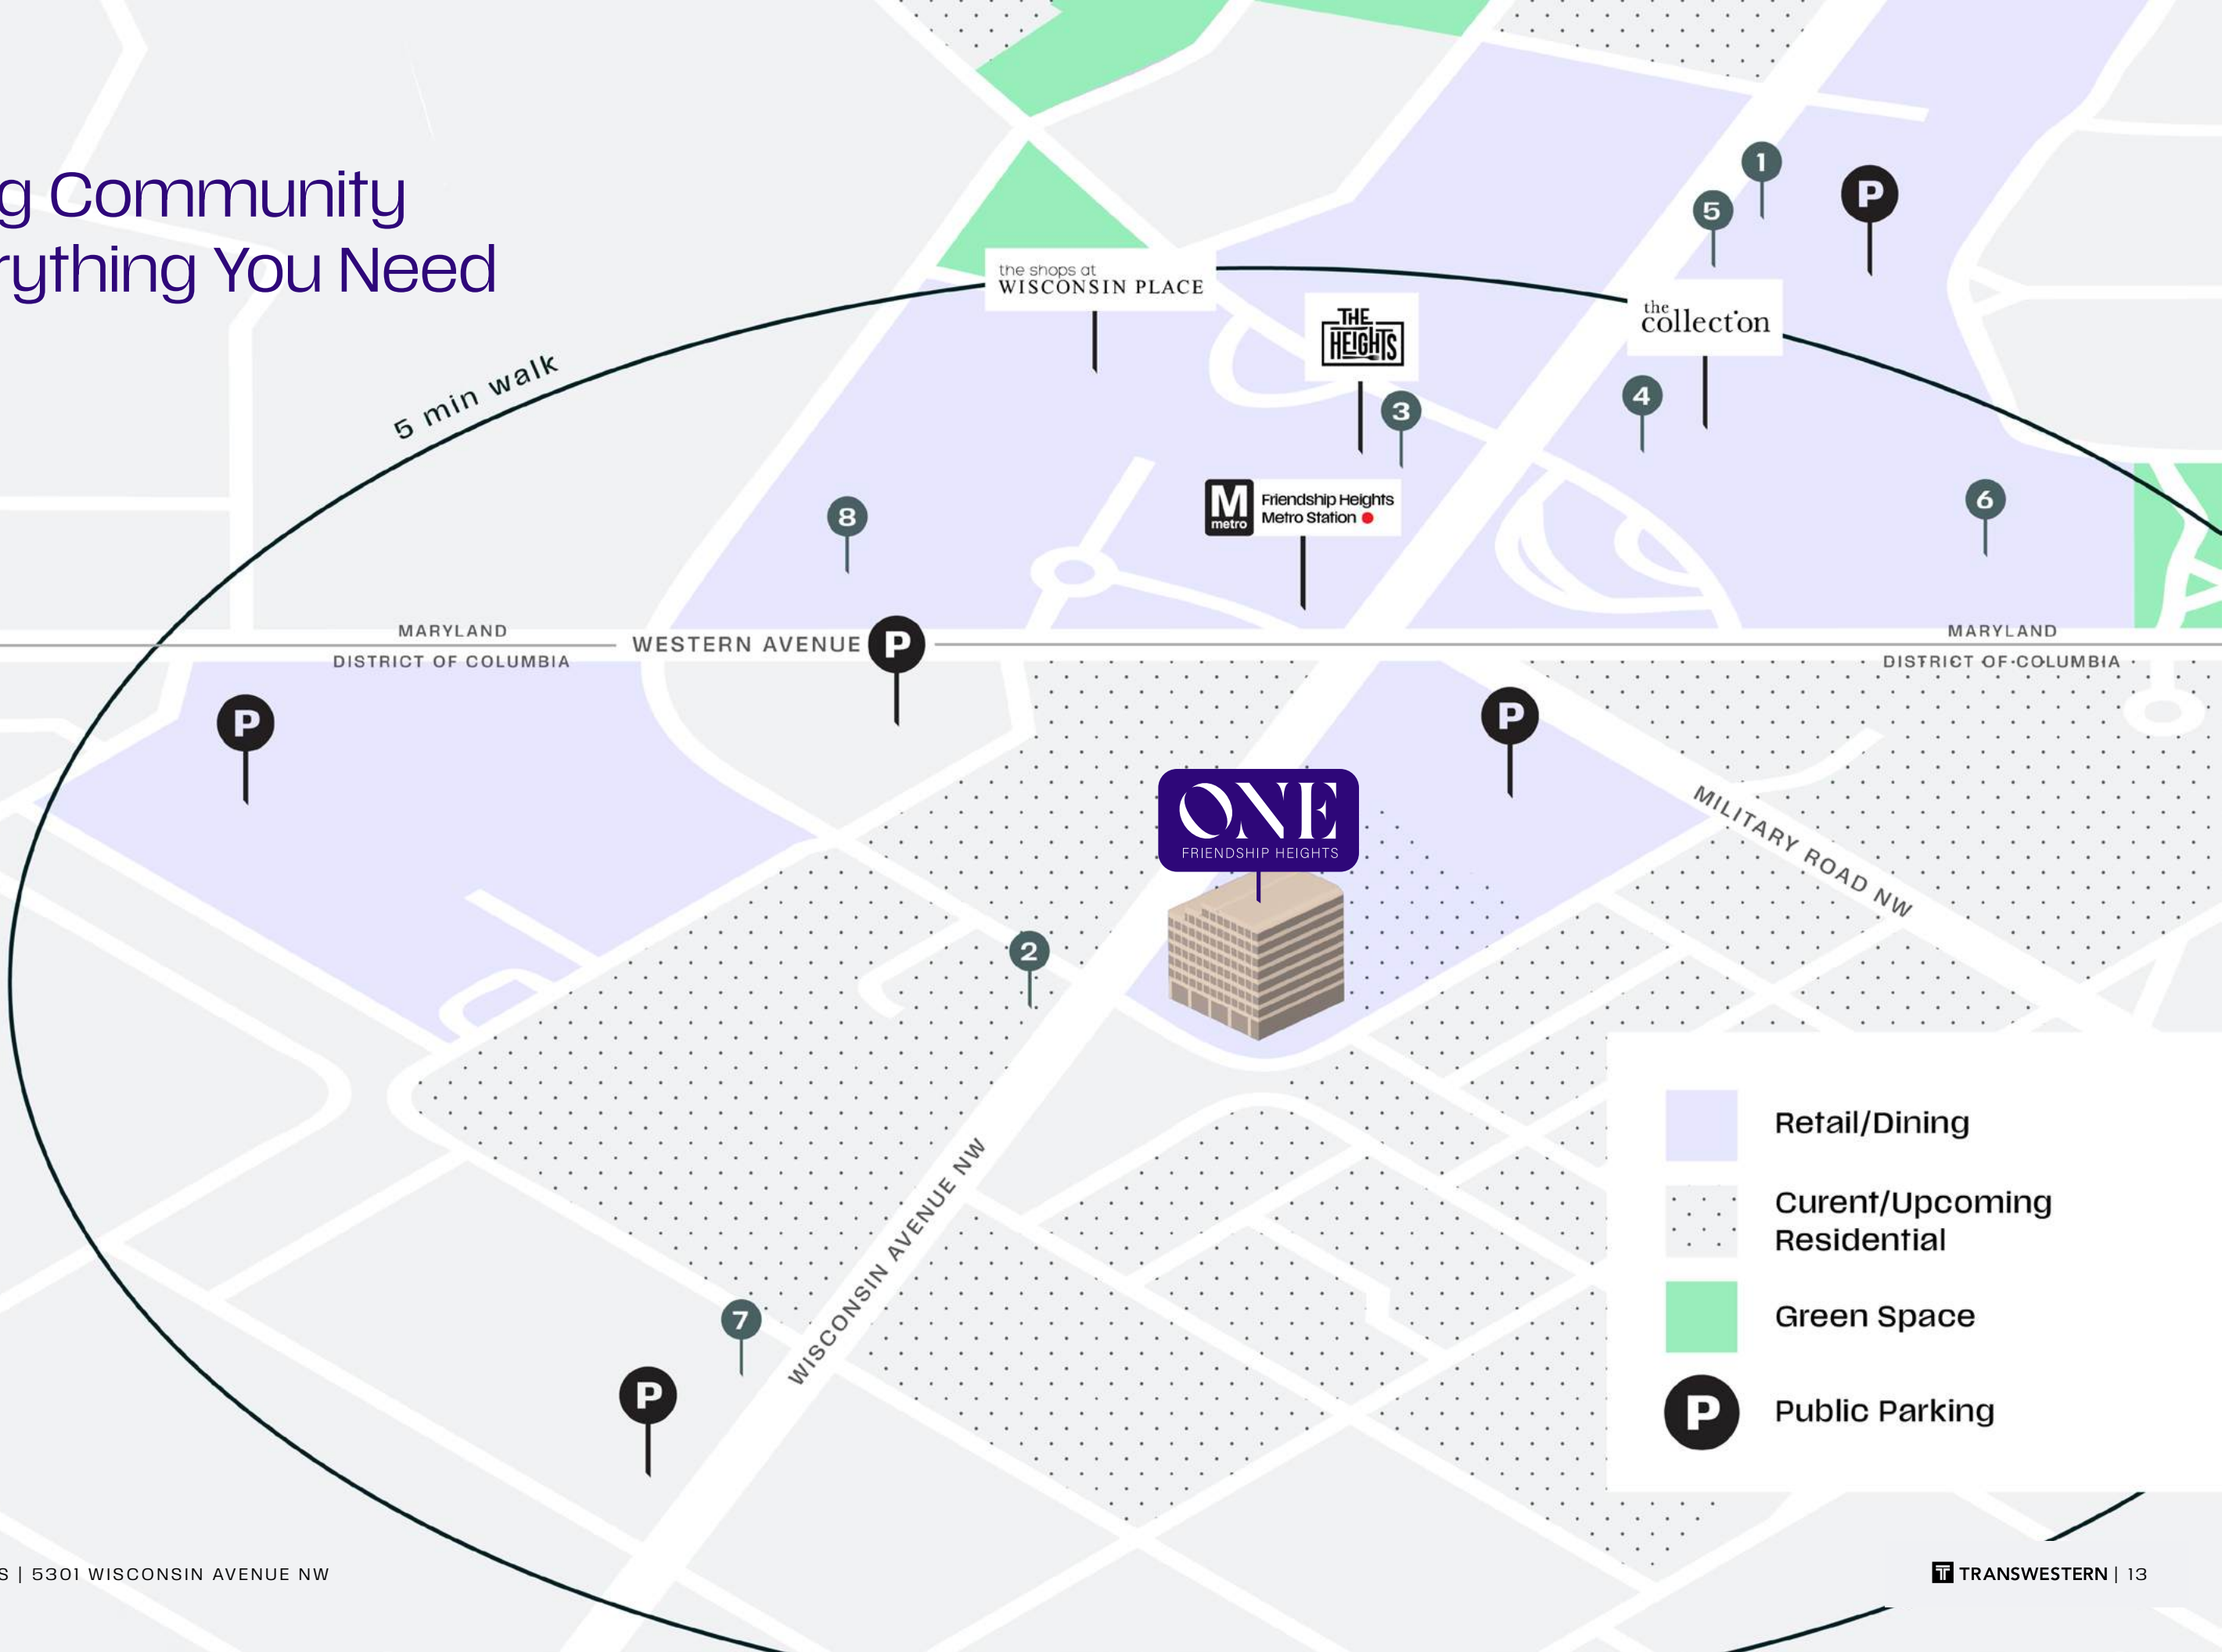 g Community
rything You Need
5 min walk
the shops at
WISCONSIN PLACE
THE
HEIGHTS
the
collection
1
5
P
4
3
6
8
M
metro
Friendship Heights
Metro Station
MARYLAND
DISTRICT OF COLUMBIA
WESTERN AVENUE
P
MARYLAND
DISTRICT OF COLUMBIA
P
P
ONE
FRIENDSHIP HEIGHTS
MILITARY ROAD NW
2
WISCONSIN AVENUE NW
7
P
Retail/Dining
Curent/Upcoming
Residential
Green Space
P
Public Parking
S | 5301 WISCONSIN AVENUE NW
TRANSWESTERN | 13